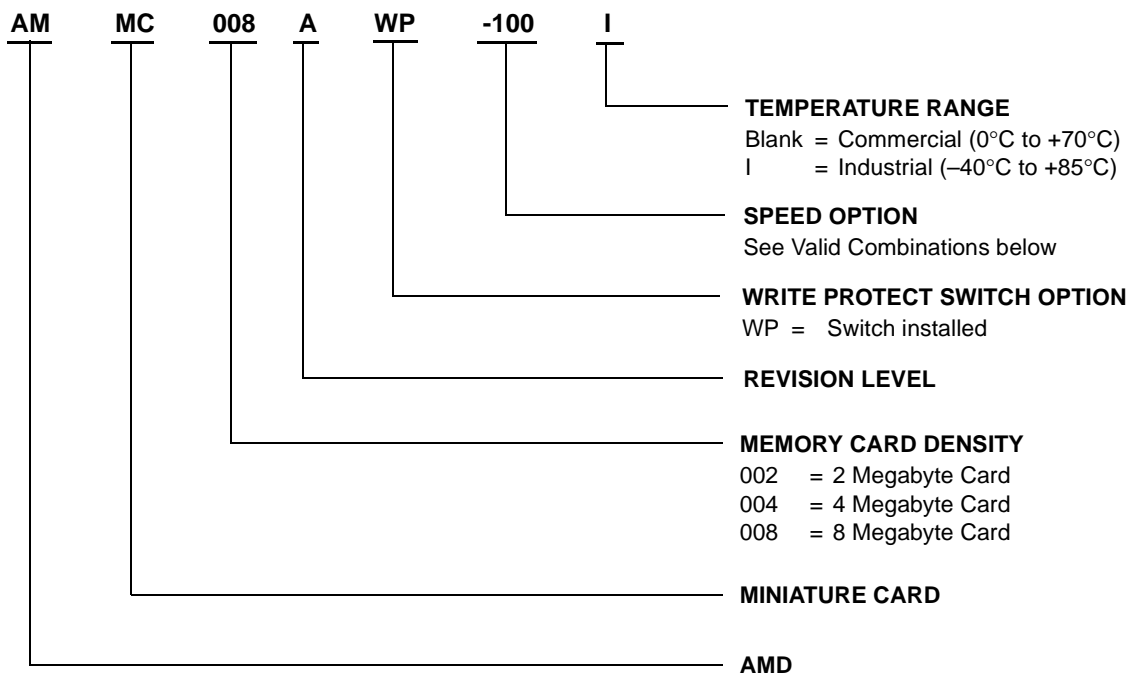 AM MC 008 A WP -100 I
TEMPERATURE RANGE
Blank = Commercial (0°C to +70°C)
I = Industrial (–40°C to +85°C)
SPEED OPTION
See Valid Combinations below
WRITE PROTECT SWITCH OPTION
WP = Switch installed
REVISION LEVEL
MEMORY CARD DENSITY
002 = 2 Megabyte Card
004 = 4 Megabyte Card
008 = 8 Megabyte Card
MINIATURE CARD
AMD